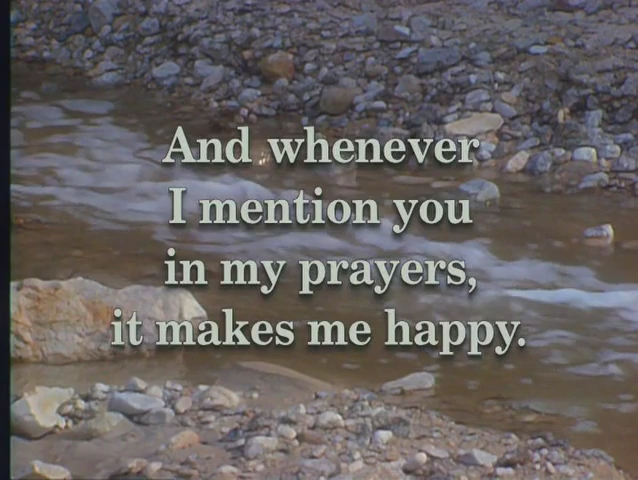 And whenever
I mention you
in my prayers,
it makes me happy.